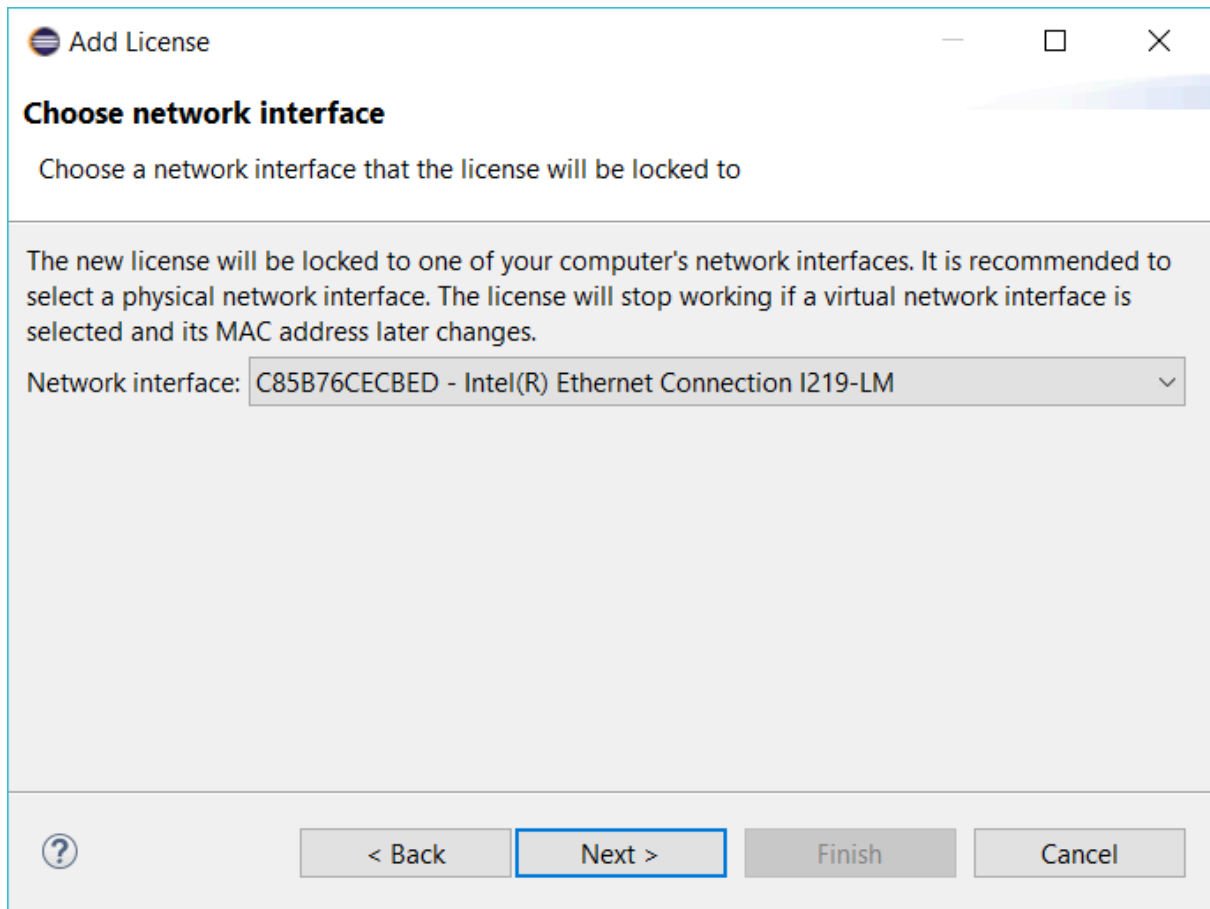 Add License
Choose network interface
Choose a network interface that the license will be locked to
The new license will be locked to one of your computer's network interfaces. It is recommended to
select a physical network interface. The license will stop working if a virtual network interface is
selected and its MAC address later changes.
Network interface: C85B76CECBED - Intel(R) Ethernet Connection I219-LM
? < Back Next > Finish Cancel